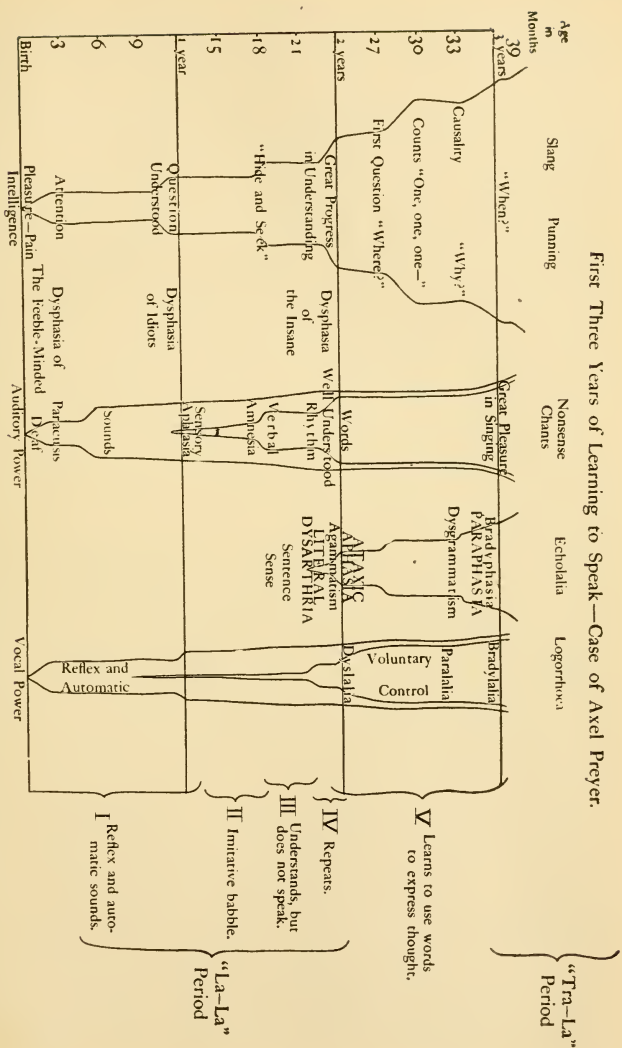 First Three Years of Learning to Speak—Case of Axel Preyer.
Age
in
Months
39
3 years
33
30
27
2 years
21
18
15
1 year
9
6
3
Birth
Slang
Punning
"When?"
Causality
"Why?"
Counts "One, one, one—"
First Question "Where?"
Great Progress
in Understanding
"Hide and Seek"
Question
Understood
Attention
Pleasure—Pain
Intelligence
Dysphasia
of
the Insane
Dysphasia
of Idiots
Dysphasia of
The Feeble-Minded
Nonsense
Chants
Great Pleasure
in Singing
Words
Well Understood
Rhythm
Verbal
Amnesia
Sensory
Aphasia
Sounds
Paracusis
Deaf
Auditory Power
Echolalia
Bradyphasia
PARAPHASIA
Dysgrammatism
ATAXIC
APHASIA
Agammatism
LITERAL
DYSARTHRIA
Sentence
Sense
Logorrhoca
Bradylalia
Paralalia
Voluntary
Control
Dyslalia
Reflex and
Automatic
Vocal Power
"Tra-La"
Period
V Learns to use words
to express thought.
IV Repeats.
III Understands, but
does not speak.
II Imitative babble.
I Reflex and auto-
matic sounds.
"La-La"
Period